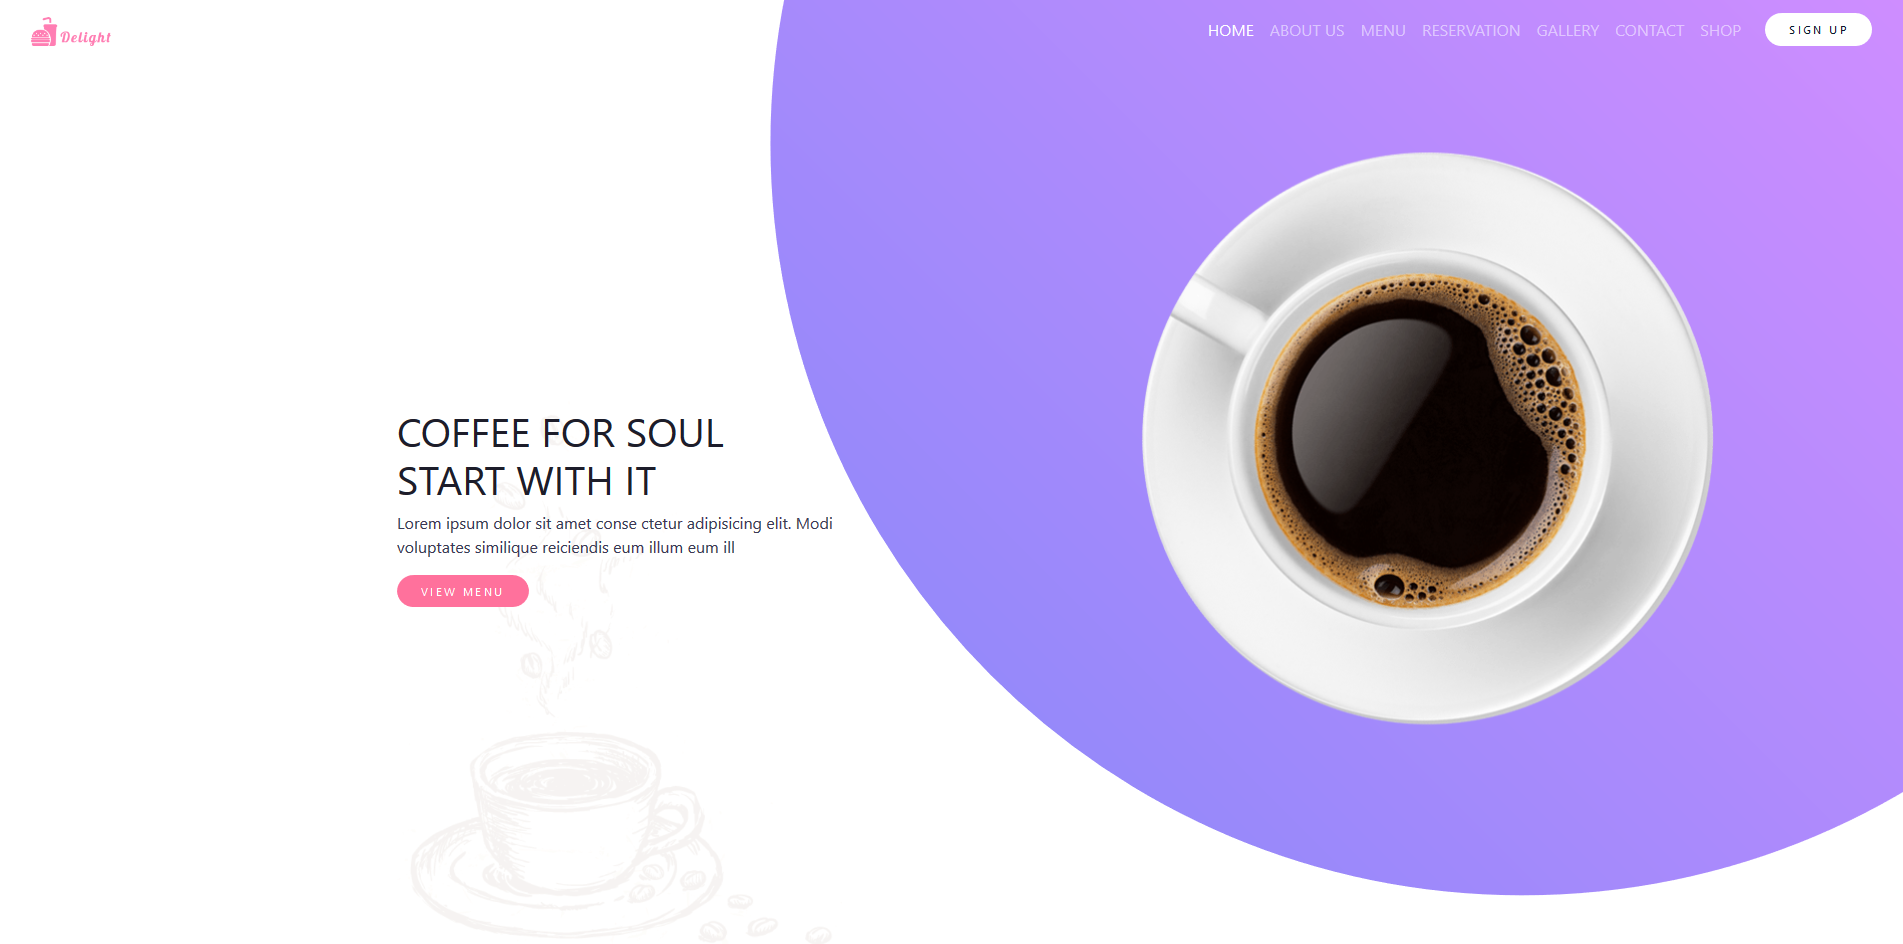 Delight
HOME ABOUT US MENU RESERVATION GALLERY CONTACT SHOP SIGN UP
COFFEE FOR SOUL
START WITH IT
Lorem ipsum dolor sit amet conse ctetur adipisicing elit. Modi
voluptates similique reiciendis eum illum eum ill
VIEW MENU